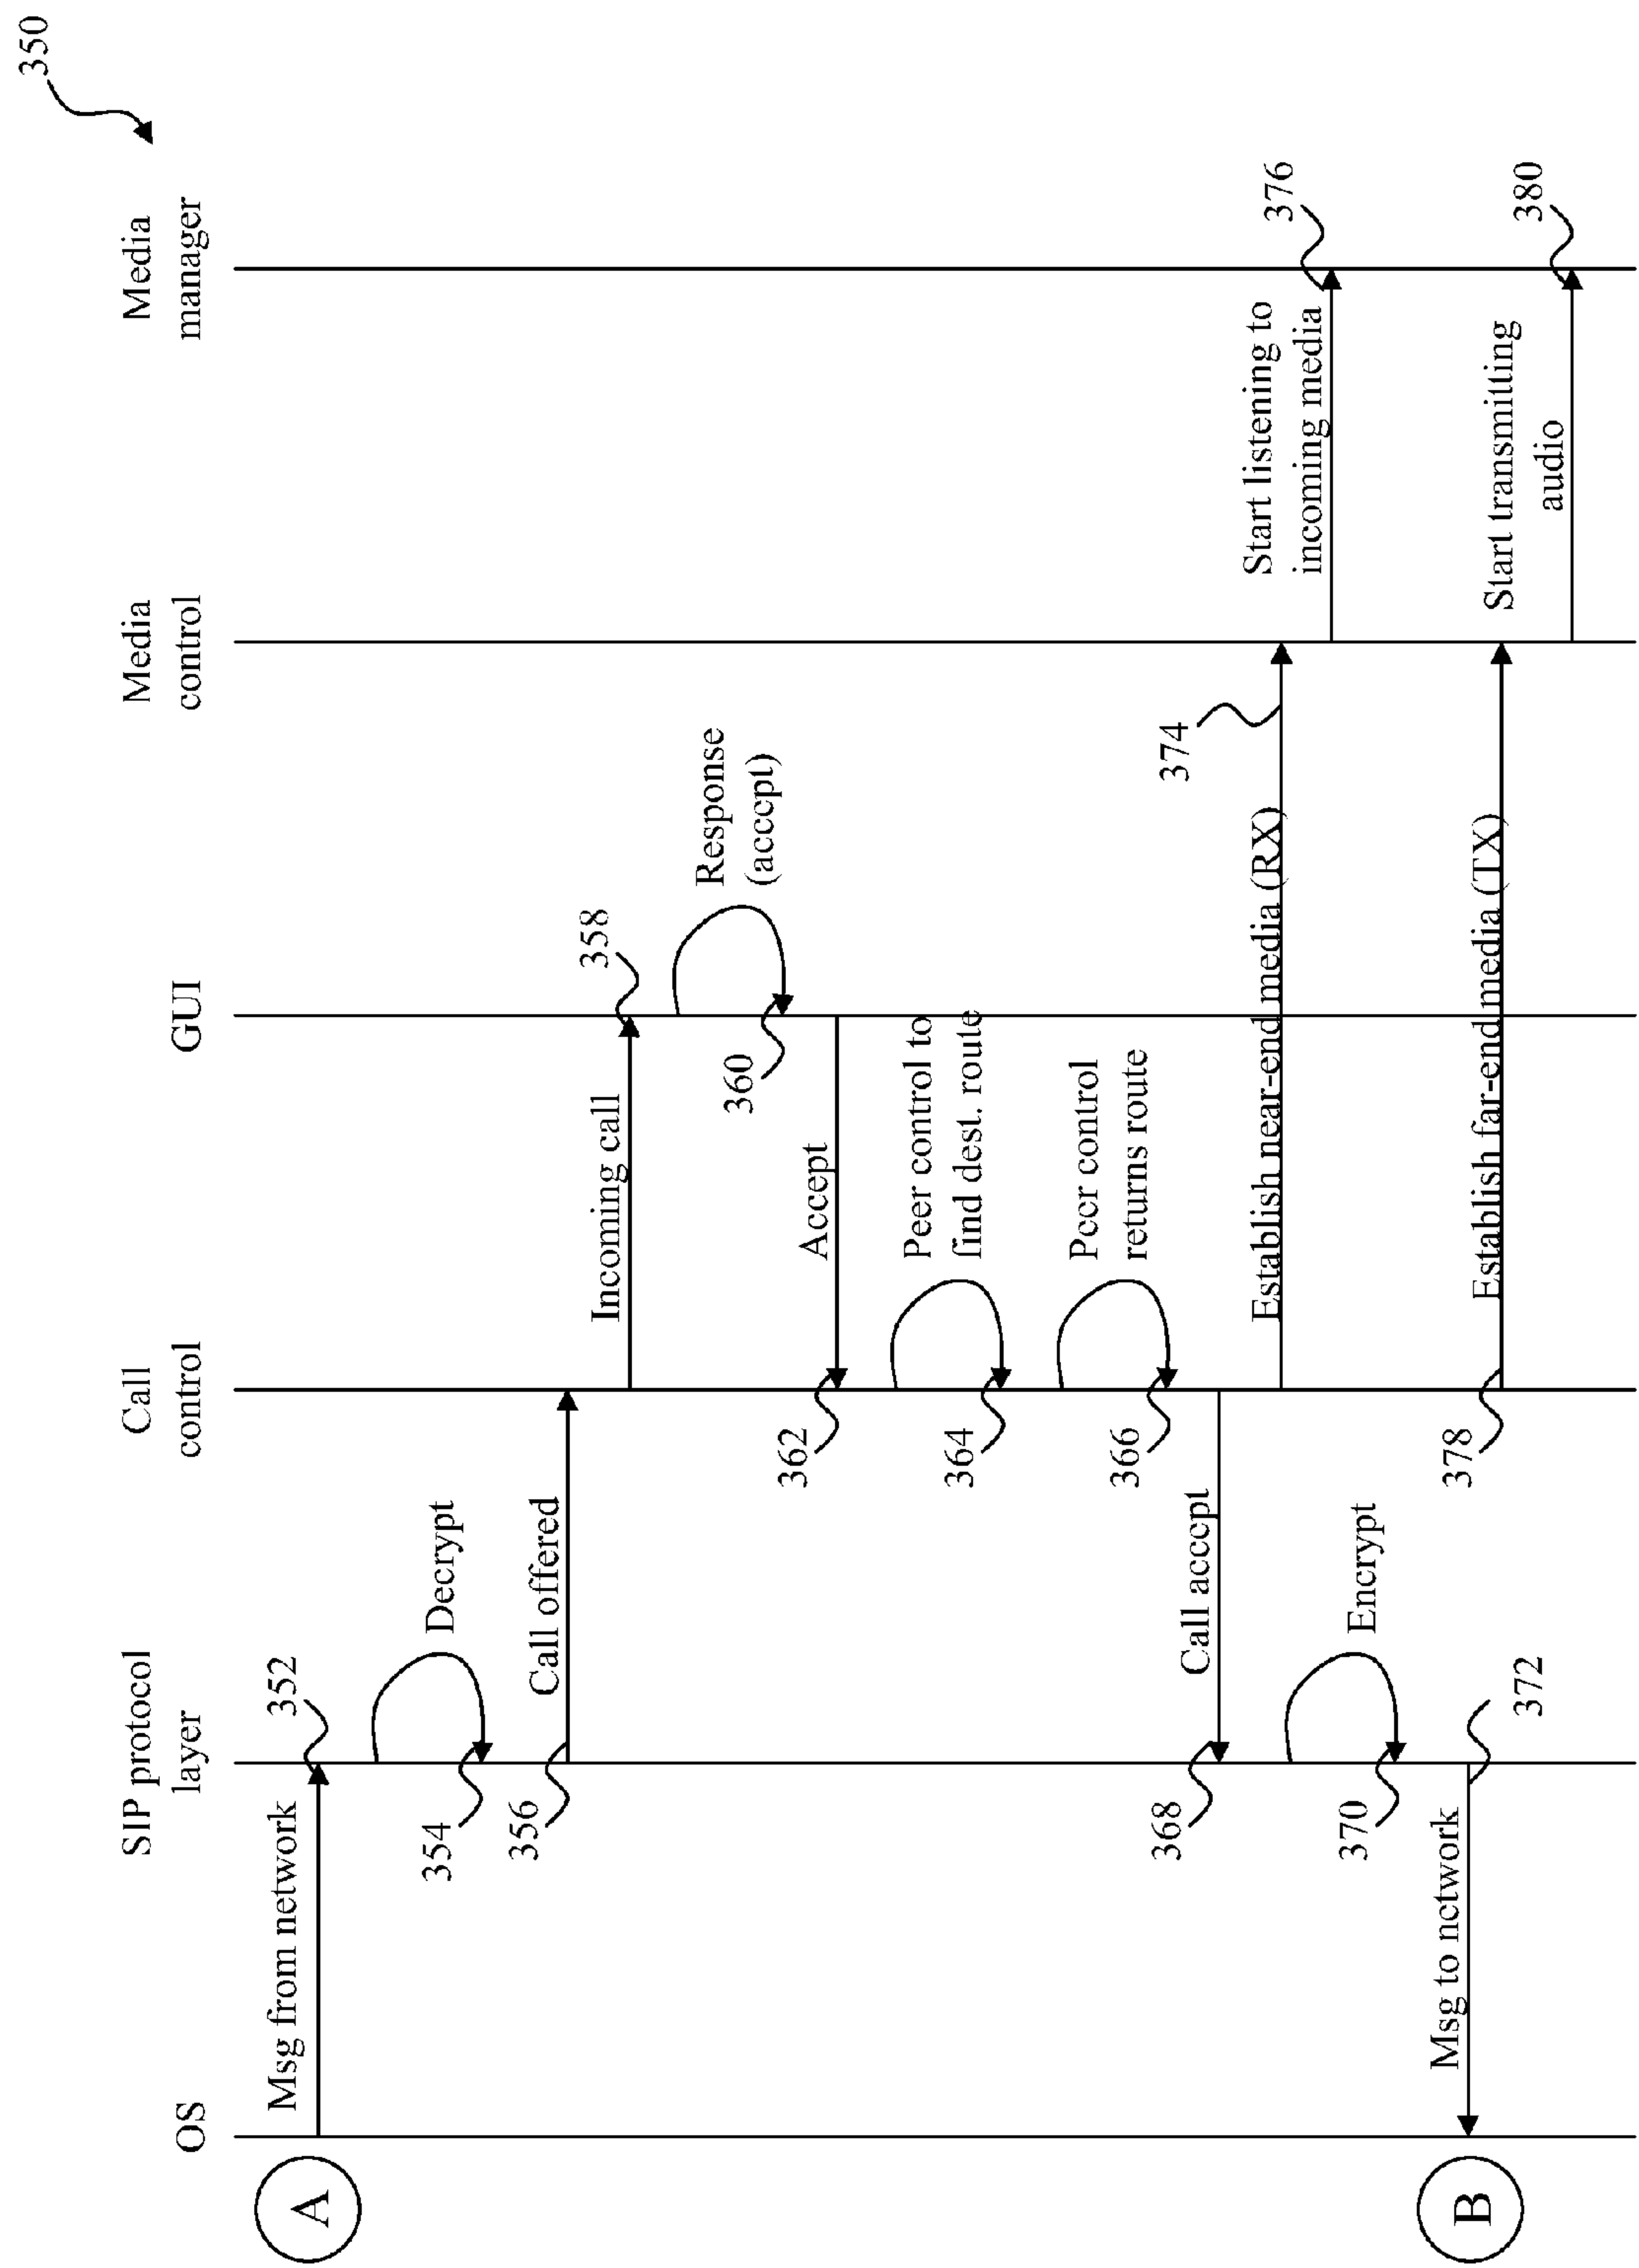 350
OS
SIP protocol
layer
Call
control
GUI
Media
control
Media
manager
A
Msg from network
352
Decrypt
354
Call offered
356
Incoming call
358
Response
(accept)
360
Accept
362
Peer control to
find dest. route
364
Peer control
returns route
366
Call accept
368
Establish near-end media (RX)
374
Start listening to
incoming media
376
Encrypt
370
B
Msg to network
372
Establish far-end media (TX)
378
Start transmitting
audio
380